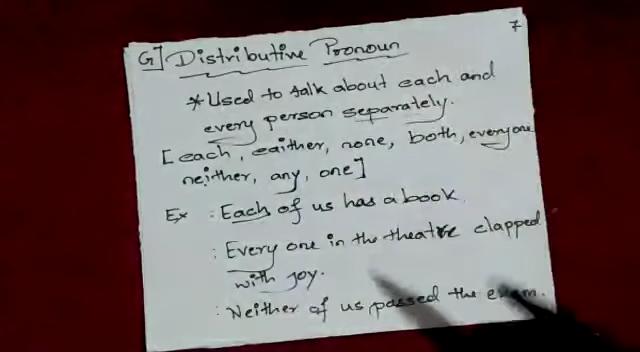 7
G] Distributive Pronoun
* Used to talk about each and
every person separately.
[each, eaither, none, both, everyone
neither, any, one]
Ex : Each of us has a book.
: Every one in the theatre clapped
with joy.
: Neither of us passed the exam.